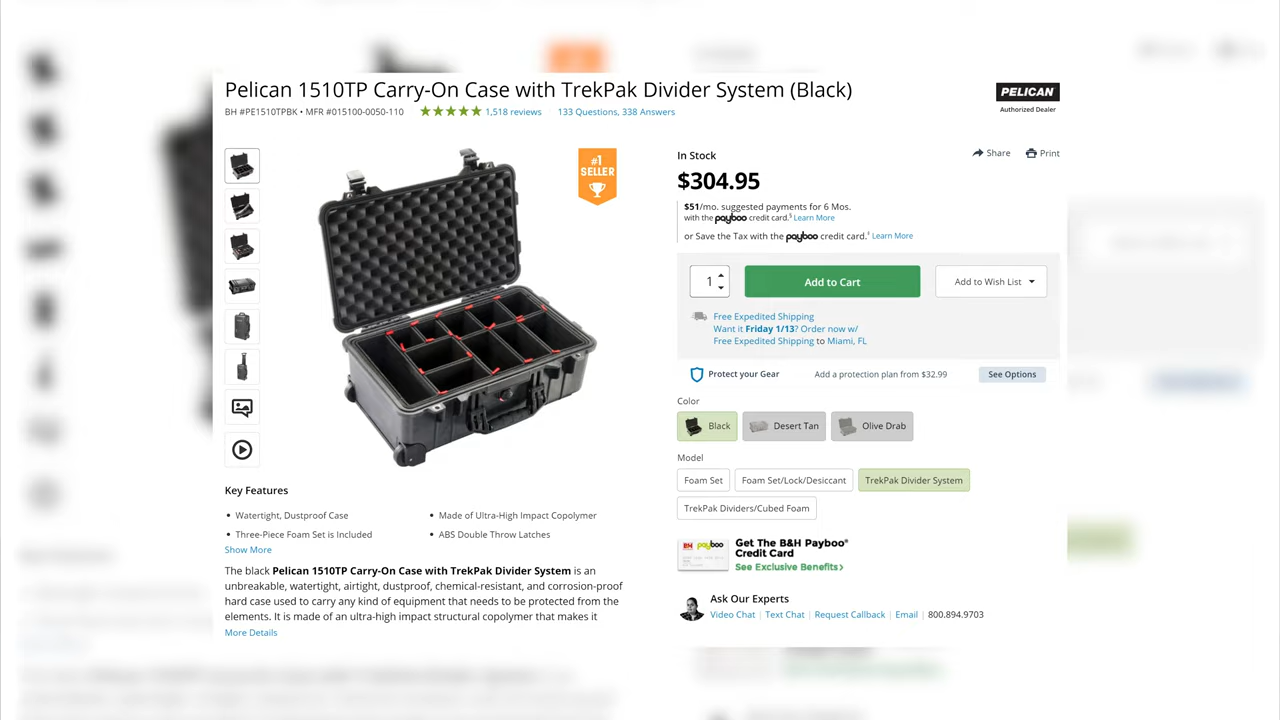 Pelican 1510TP Carry-On Case with TrekPak Divider System (Black)
BH #PE1510TPBK • MFR #015100-0050-110 1,518 reviews 133 Questions, 338 Answers
PELICAN
Authorized Dealer
#1
SELLER
In Stock
Share Print
$304.95
$51/mo. suggested payments for 6 Mos.
with the payboo credit card.§ Learn More
or Save the Tax with the payboo credit card.‡ Learn More
1 Add to Cart Add to Wish List
Free Expedited Shipping
Want it Friday 1/13? Order now w/
Free Expedited Shipping to Miami, FL
Protect your Gear Add a protection plan from $32.99 See Options
Color
Black Desert Tan Olive Drab
Model
Foam Set Foam Set/Lock/Desiccant TrekPak Divider System
TrekPak Dividers/Cubed Foam
Key Features
• Watertight, Dustproof Case
• Three-Piece Foam Set is Included
• Made of Ultra-High Impact Copolymer
• ABS Double Throw Latches
Show More
The black Pelican 1510TP Carry-On Case with TrekPak Divider System is an
unbreakable, watertight, airtight, dustproof, chemical-resistant, and corrosion-proof
hard case used to carry any kind of equipment that needs to be protected from the
elements. It is made of an ultra-high impact structural copolymer that makes it
More Details
B&H payboo
Get The B&H Payboo®
Credit Card
See Exclusive Benefits>
Ask Our Experts
Video Chat | Text Chat | Request Callback | Email | 800.894.9703